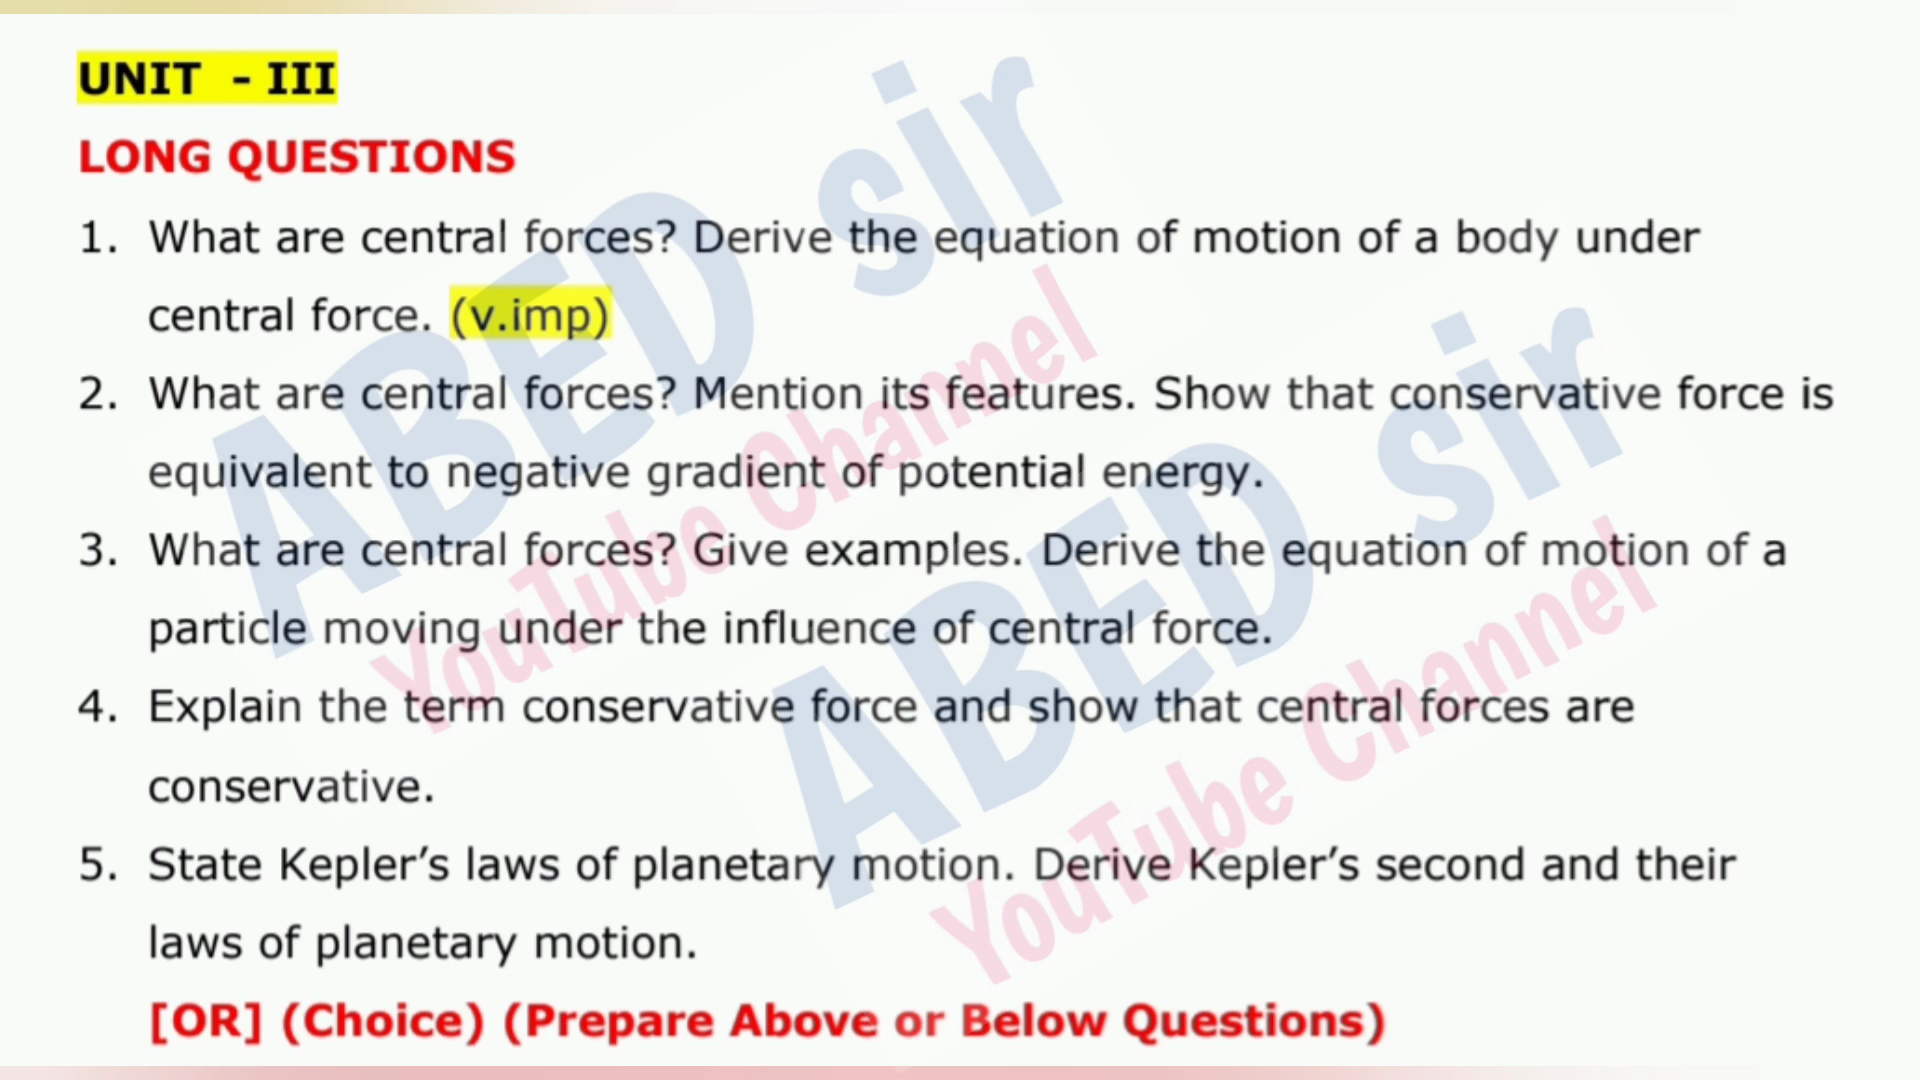 UNIT - III
LONG QUESTIONS
1. What are central forces? Derive the equation of motion of a body under
central force. (v.imp)
2. What are central forces? Mention its features. Show that conservative force is
equivalent to negative gradient of potential energy.
3. What are central forces? Give examples. Derive the equation of motion of a
particle moving under the influence of central force.
4. Explain the term conservative force and show that central forces are
conservative.
5. State Kepler’s laws of planetary motion. Derive Kepler’s second and their
laws of planetary motion.
[OR] (Choice) (Prepare Above or Below Questions)
ABED sir
YouTube Channel
ABED sir
YouTube Channel